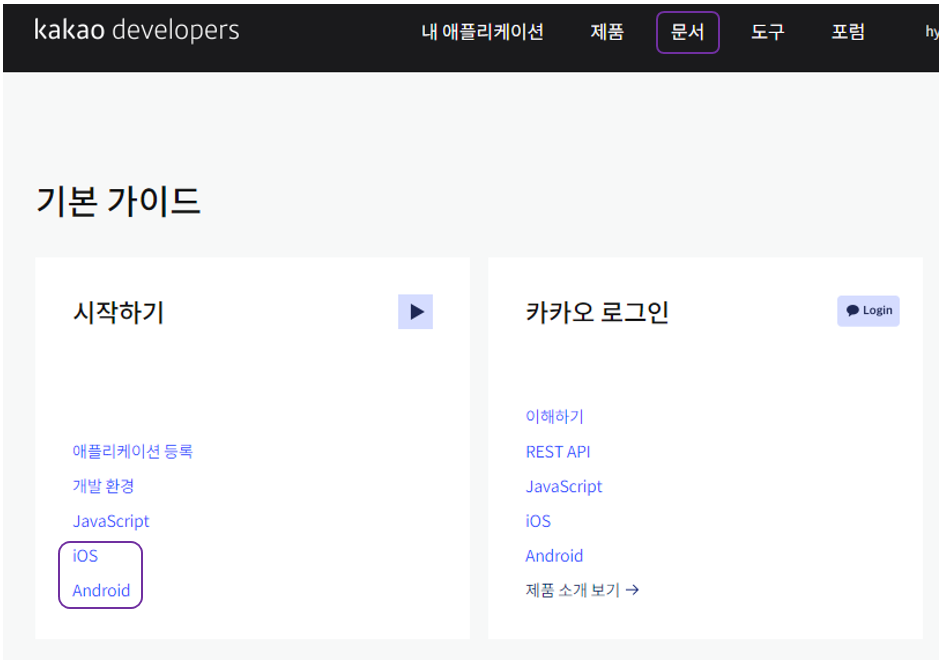 kakao developers 내 애플리케이션 제품 문서 도구 포럼 hy
기본 가이드
시작하기
애플리케이션 등록
개발 환경
JavaScript
iOS
Android
카카오 로그인 Login
이해하기
REST API
JavaScript
iOS
Android
제품 소개 보기 →